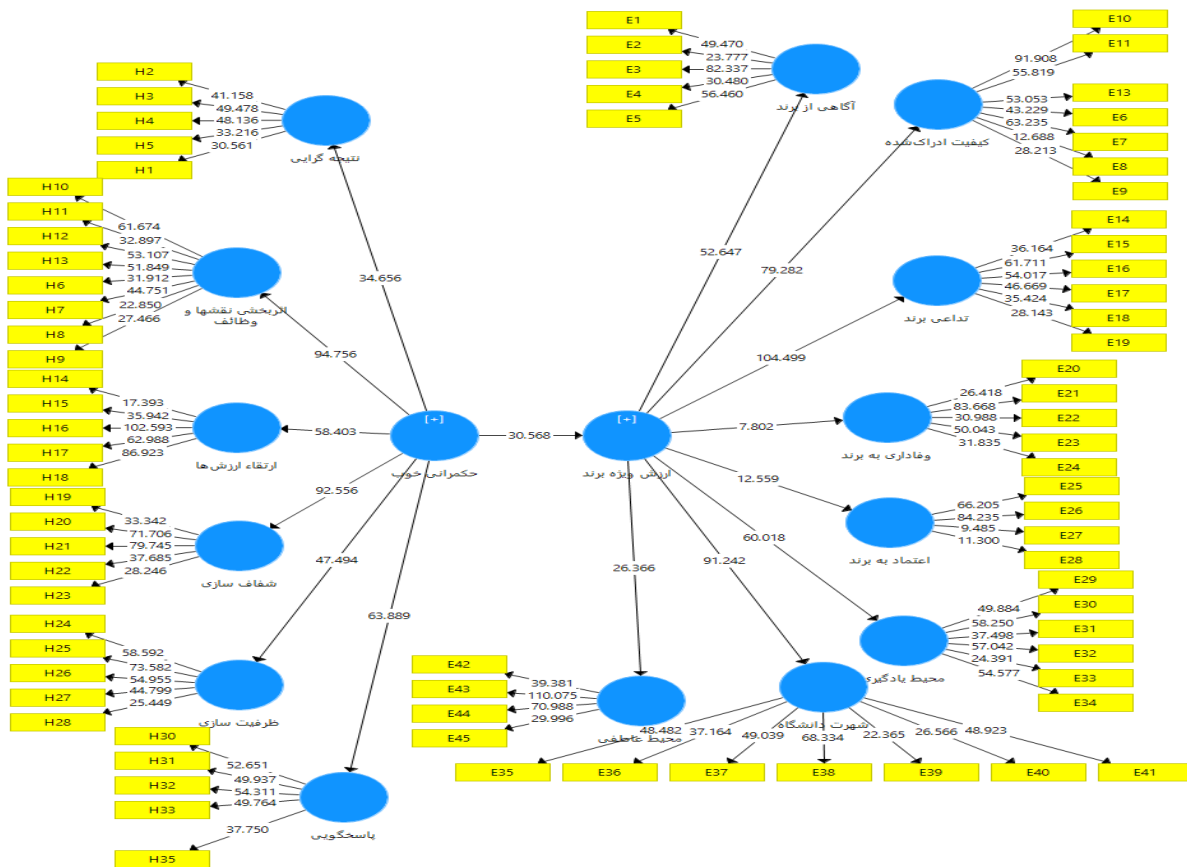 H2
H3
H4
H5
H1
41.158
49.478
48.136
33.216
30.561
نتیجه گرایی
H10
H11
H12
H13
H6
H7
H8
H9
61.674
32.897
53.107
51.849
31.912
44.751
22.850
27.466
اثربخشی نقشها و
وظائف
H14
H15
H16
H17
H18
17.393
35.942
102.593
62.988
86.923
ارتقاء ارزش‌ها
H19
H20
H21
H22
H23
33.342
71.706
79.745
37.685
28.246
شفاف سازی
H24
H25
H26
H27
H28
58.592
73.582
54.955
44.799
25.449
ظرفیت سازی
H30
H31
H32
H33
H35
52.651
49.937
54.311
49.764
37.750
پاسخگویی
34.656
94.756
58.403
92.556
47.494
63.889
[+]
حکمرانی خوب
30.568
[+]
ارزش ویژه برند
52.647
79.282
104.499
7.802
12.559
60.018
91.242
26.366
E1
E2
E3
E4
E5
49.470
23.777
82.337
30.480
56.460
آگاهی از برند
E10
E11
E13
E6
E7
E8
E9
91.908
55.819
53.053
43.229
63.235
12.688
28.213
کیفیت ادراک‌شده
E14
E15
E16
E17
E18
E19
36.164
61.711
54.017
46.669
35.424
28.143
تداعی برند
E20
E21
E22
E23
E24
26.418
83.668
30.988
50.043
31.835
وفاداری به برند
E25
E26
E27
E28
66.205
84.235
9.485
11.300
اعتماد به برند
E29
E30
E31
E32
E33
E34
49.884
58.250
37.498
57.042
24.391
54.577
محیط یادگیری
شهرت دانشگاه
48.482
37.164
49.039
68.334
22.365
26.566
48.923
E35
E36
E37
E38
E39
E40
E41
E42
E43
E44
E45
39.381
110.075
70.988
29.996
محیط عاطفی